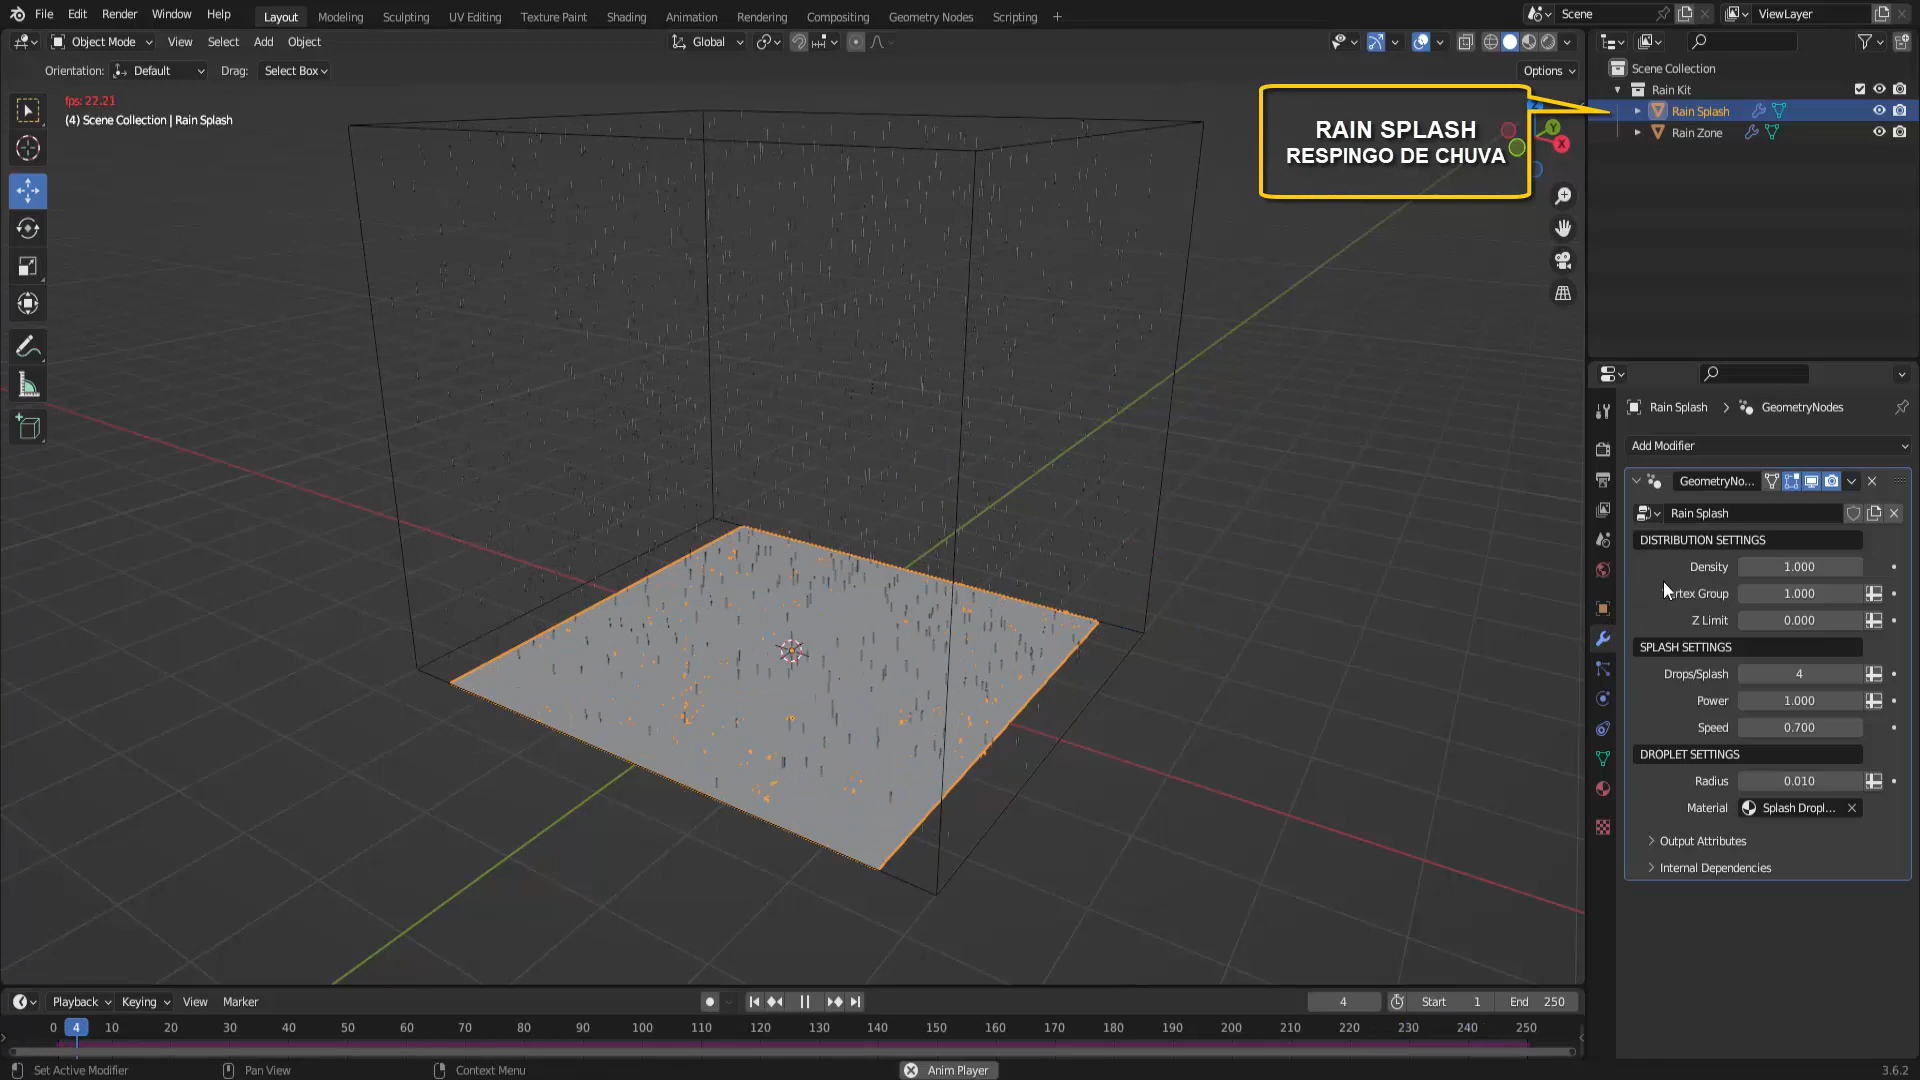 File Edit Render Window Help Layout Modeling Sculpting UV Editing Texture Paint Shading Animation Rendering Compositing Geometry Nodes Scripting + Scene ViewLayer
Object Mode View Select Add Object Global
Orientation: Default Drag: Select Box Options
fps: 22.21
(4) Scene Collection | Rain Splash
RAIN SPLASH
RESPINGO DE CHUVA
Y
X
Scene Collection
Rain Kit
Rain Splash
Rain Zone
Rain Splash > GeometryNodes
Add Modifier
GeometryNo...
Rain Splash
DISTRIBUTION SETTINGS
Density 1.000
rtex Group 1.000
Z Limit 0.000
SPLASH SETTINGS
Drops/Splash 4
Power 1.000
Speed 0.700
DROPLET SETTINGS
Radius 0.010
Material Splash Dropl...
Output Attributes
Internal Dependencies
Playback Keying View Marker 4 Start 1 End 250
0 4 10 20 30 40 50 60 70 80 90 100 110 120 130 140 150 160 170 180 190 200 210 220 230 240 250
Set Active Modifier Pan View Context Menu Anim Player 3.6.2